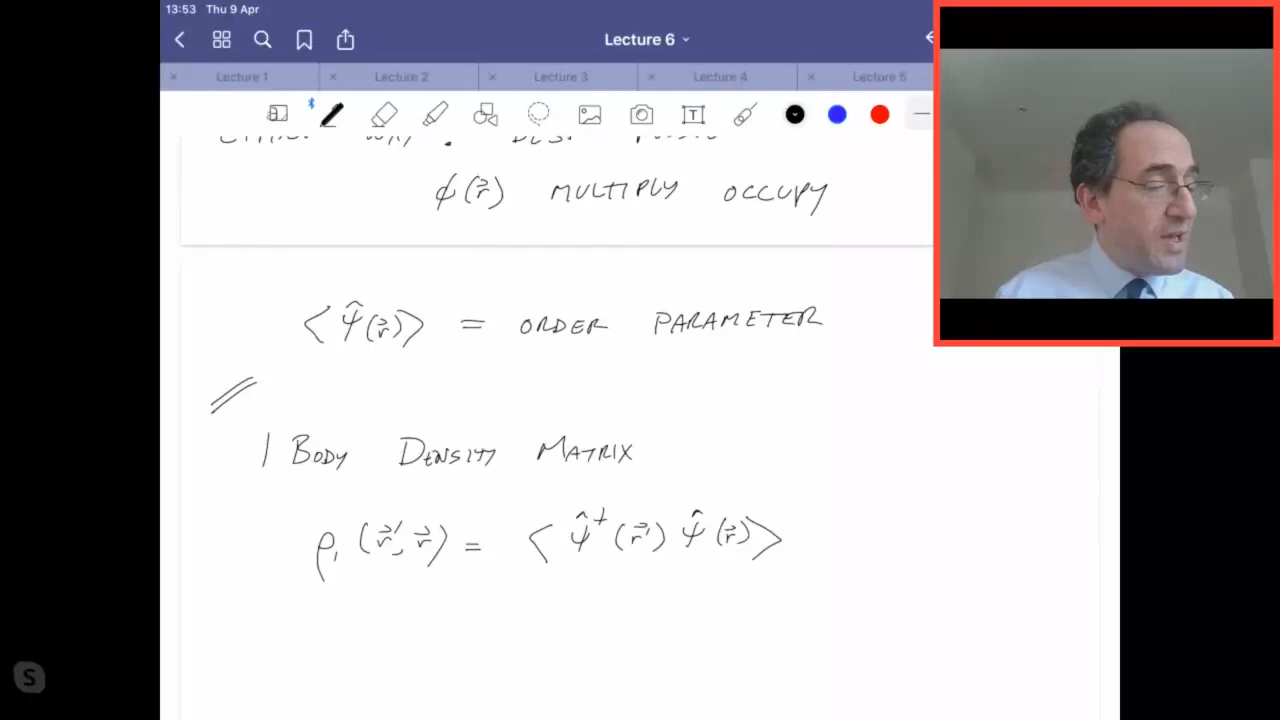 13:53 Thu 9 Apr
Lecture 6
Lecture 1 Lecture 2 Lecture 3 Lecture 4 Lecture 5
T
ϕ(r⃗) MULTIPLY OCCUPY
⟨Ψ̂(r⃗)⟩ = ORDER PARAMETER
1 BODY DENSITY MATRIX
ρ₁(r⃗′, r⃗) = ⟨Ψ̂†(r⃗′) Ψ̂(r⃗)⟩
S